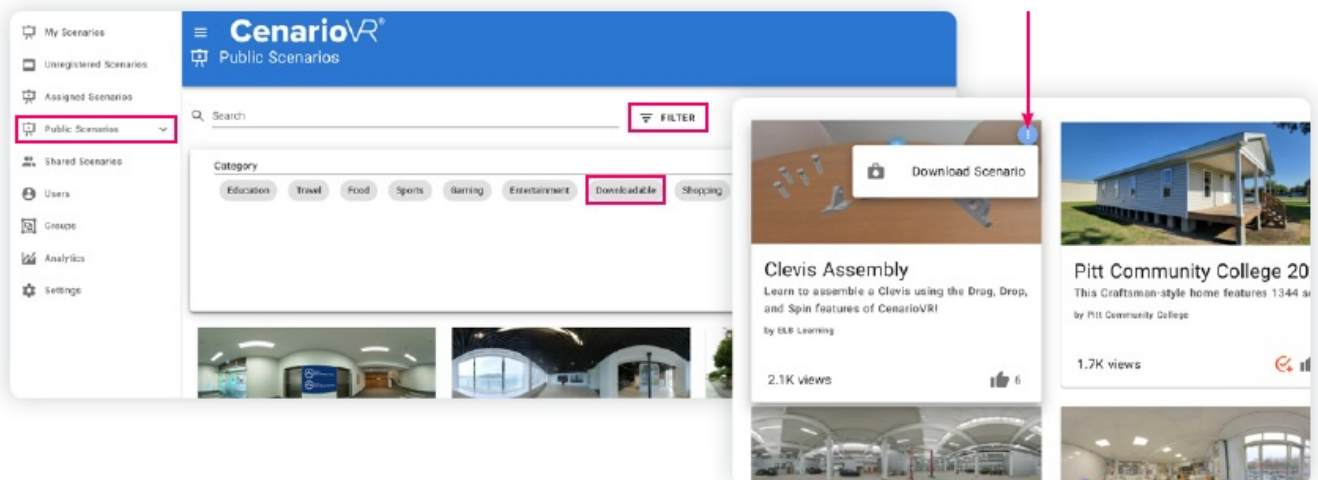 My Scenarios
Unregistered Scenarios
Assigned Scenarios
Public Scenarios
Shared Scenarios
Users
Groups
Analytics
Settings
CenarioVR®
Public Scenarios
Search
FILTER
Category
Education Travel Food Sports Gaming Entertainment Downloadable Shopping
Download Scenario
Clevis Assembly
Learn to assemble a Clevis using the Drag, Drop,
and Spin features of CenarioVR!
by ELB Learning
2.1K views
6
Pitt Community College 20
This Craftsman-style home features 1344
by Pitt Community College
1.7K views